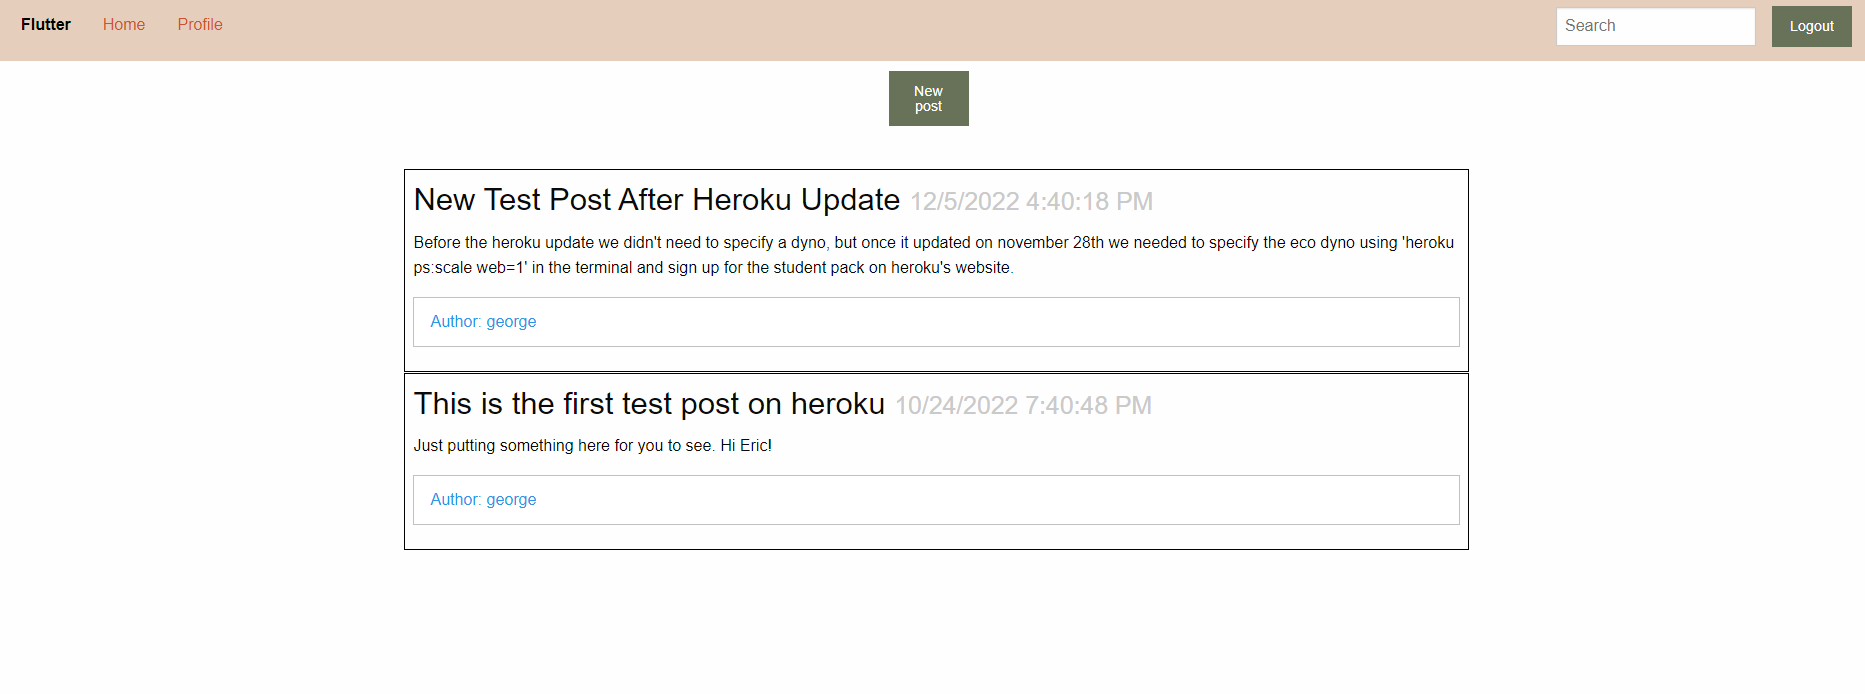 Flutter Home Profile Search Logout
New
post
New Test Post After Heroku Update 12/5/2022 4:40:18 PM
Before the heroku update we didn't need to specify a dyno, but once it updated on november 28th we needed to specify the eco dyno using 'heroku
ps:scale web=1' in the terminal and sign up for the student pack on heroku's website.
Author: george
This is the first test post on heroku 10/24/2022 7:40:48 PM
Just putting something here for you to see. Hi Eric!
Author: george